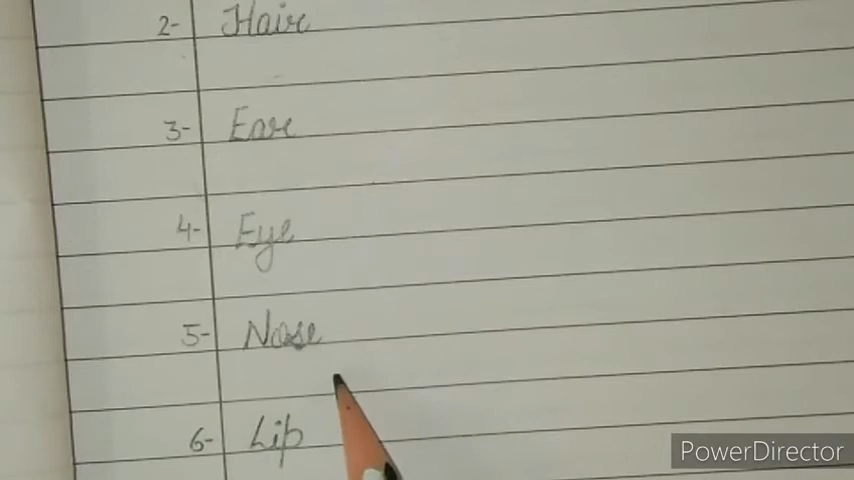 2- Hair
3- Ear
4- Eye
5- Nose
6- Lip
PowerDirector